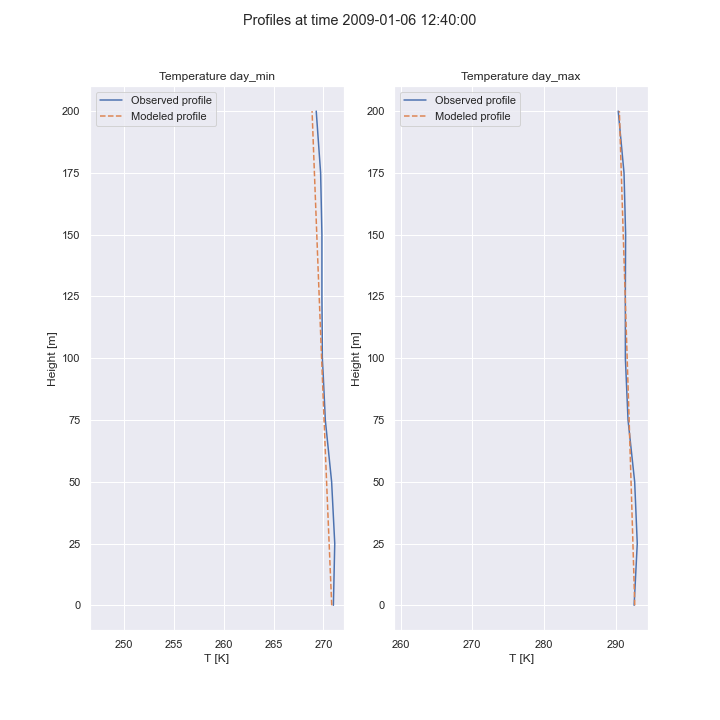 Profiles at time 2009-01-06 12:40:00
Temperature day_min
Observed profile
Modeled profile
200
175
150
125
100
75
50
25
0
Height [m]
250 255 260 265 270
T [K]
Temperature day_max
Observed profile
Modeled profile
200
175
150
125
100
75
50
25
0
Height [m]
260 270 280 290
T [K]